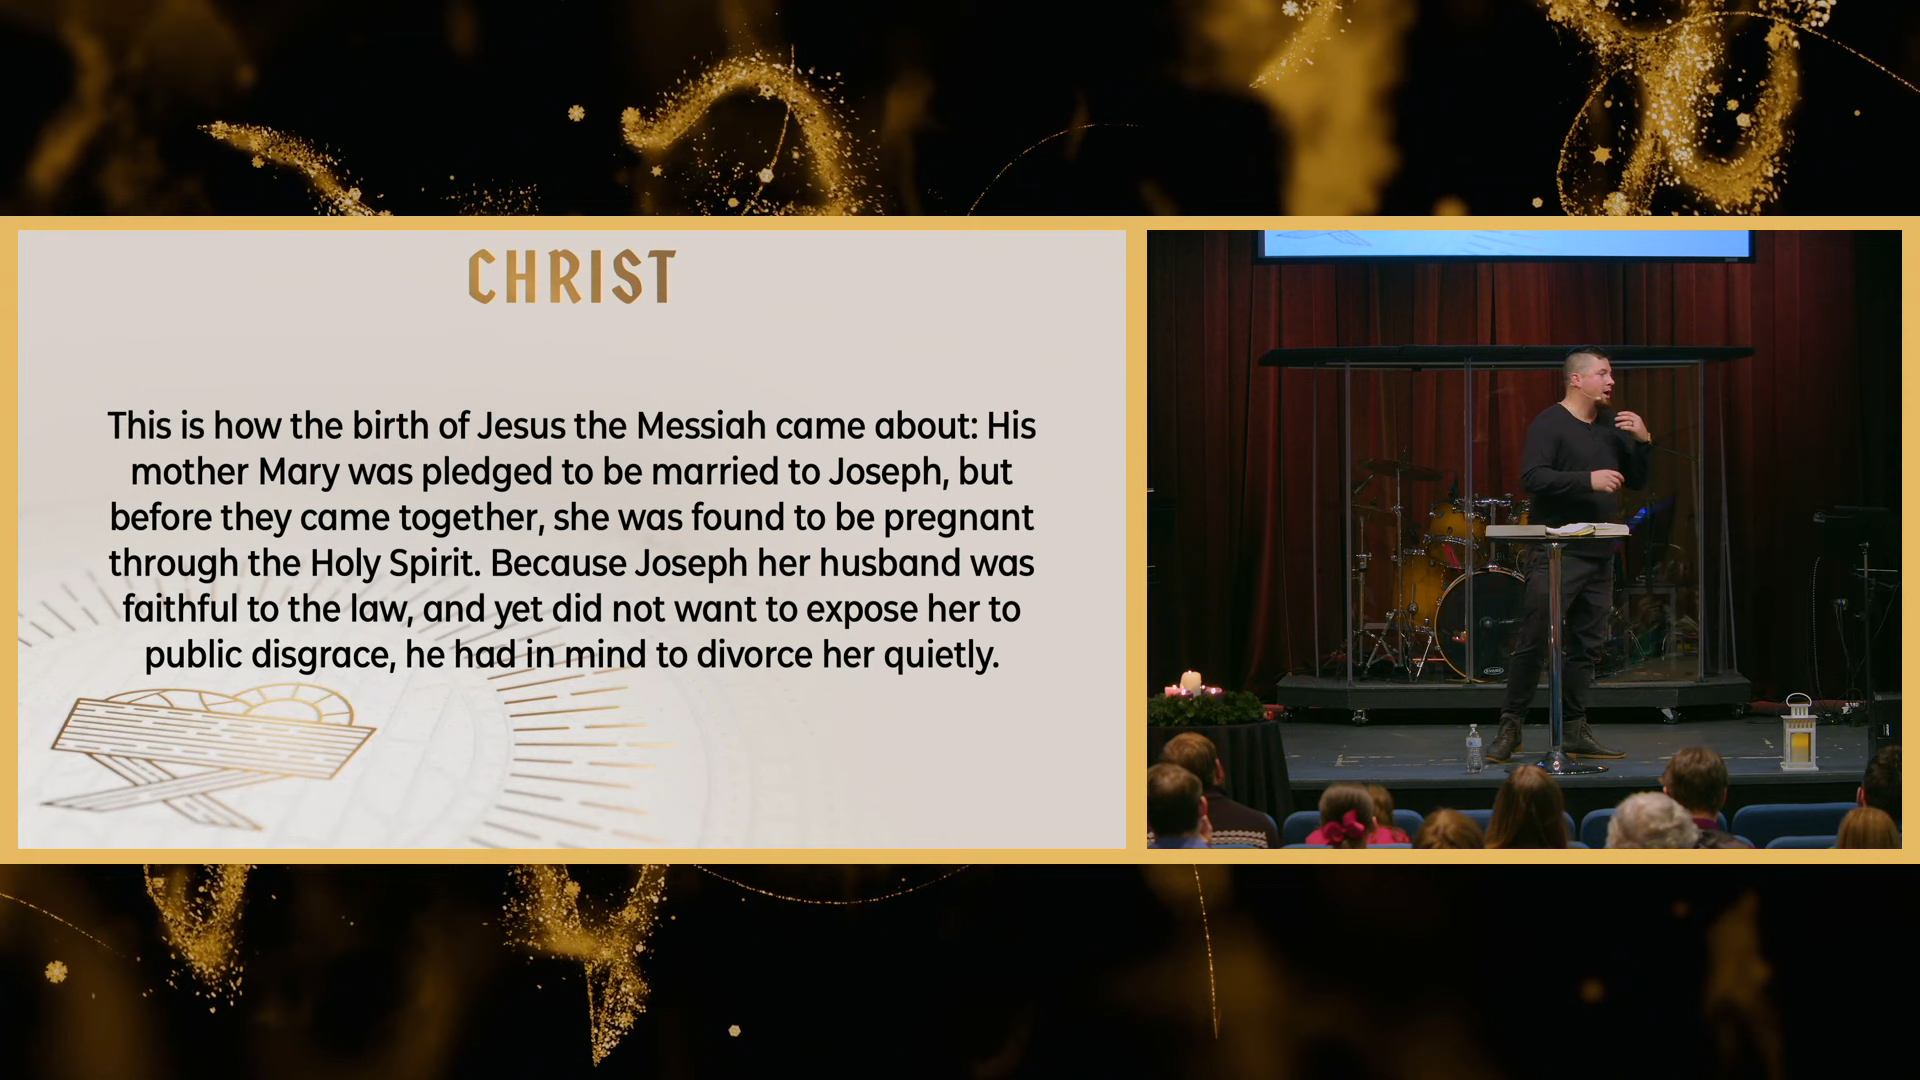 CHRIST
This is how the birth of Jesus the Messiah came about: His
mother Mary was pledged to be married to Joseph, but
before they came together, she was found to be pregnant
through the Holy Spirit. Because Joseph her husband was
faithful to the law, and yet did not want to expose her to
public disgrace, he had in mind to divorce her quietly.